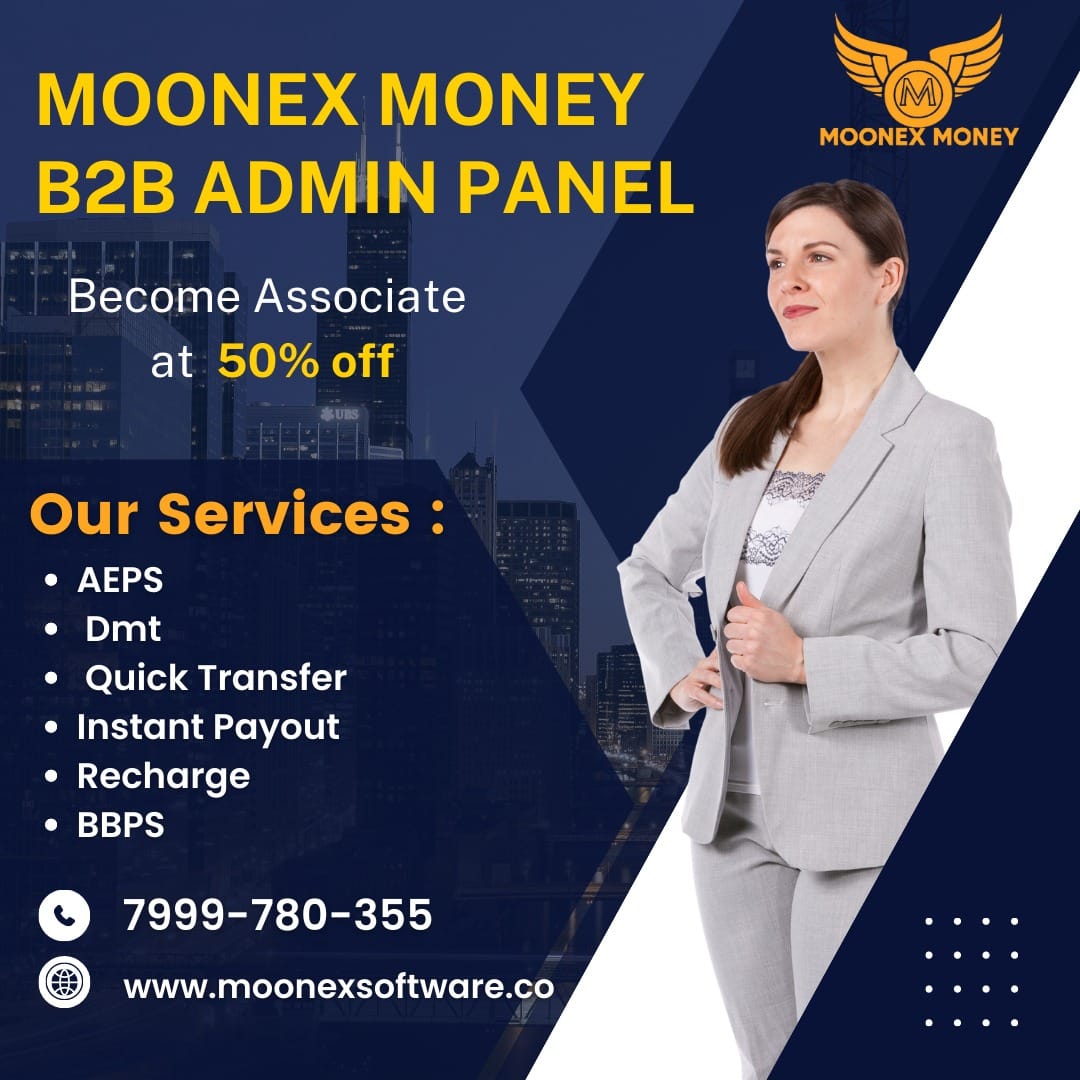 MOONEX MONEY
B2B ADMIN PANEL
M
MOONEX MONEY
Become Associate
at 50% off
UBS
Our Services :
• AEPS
• Dmt
• Quick Transfer
• Instant Payout
• Recharge
• BBPS
7999-780-355
www.moonexsoftware.co